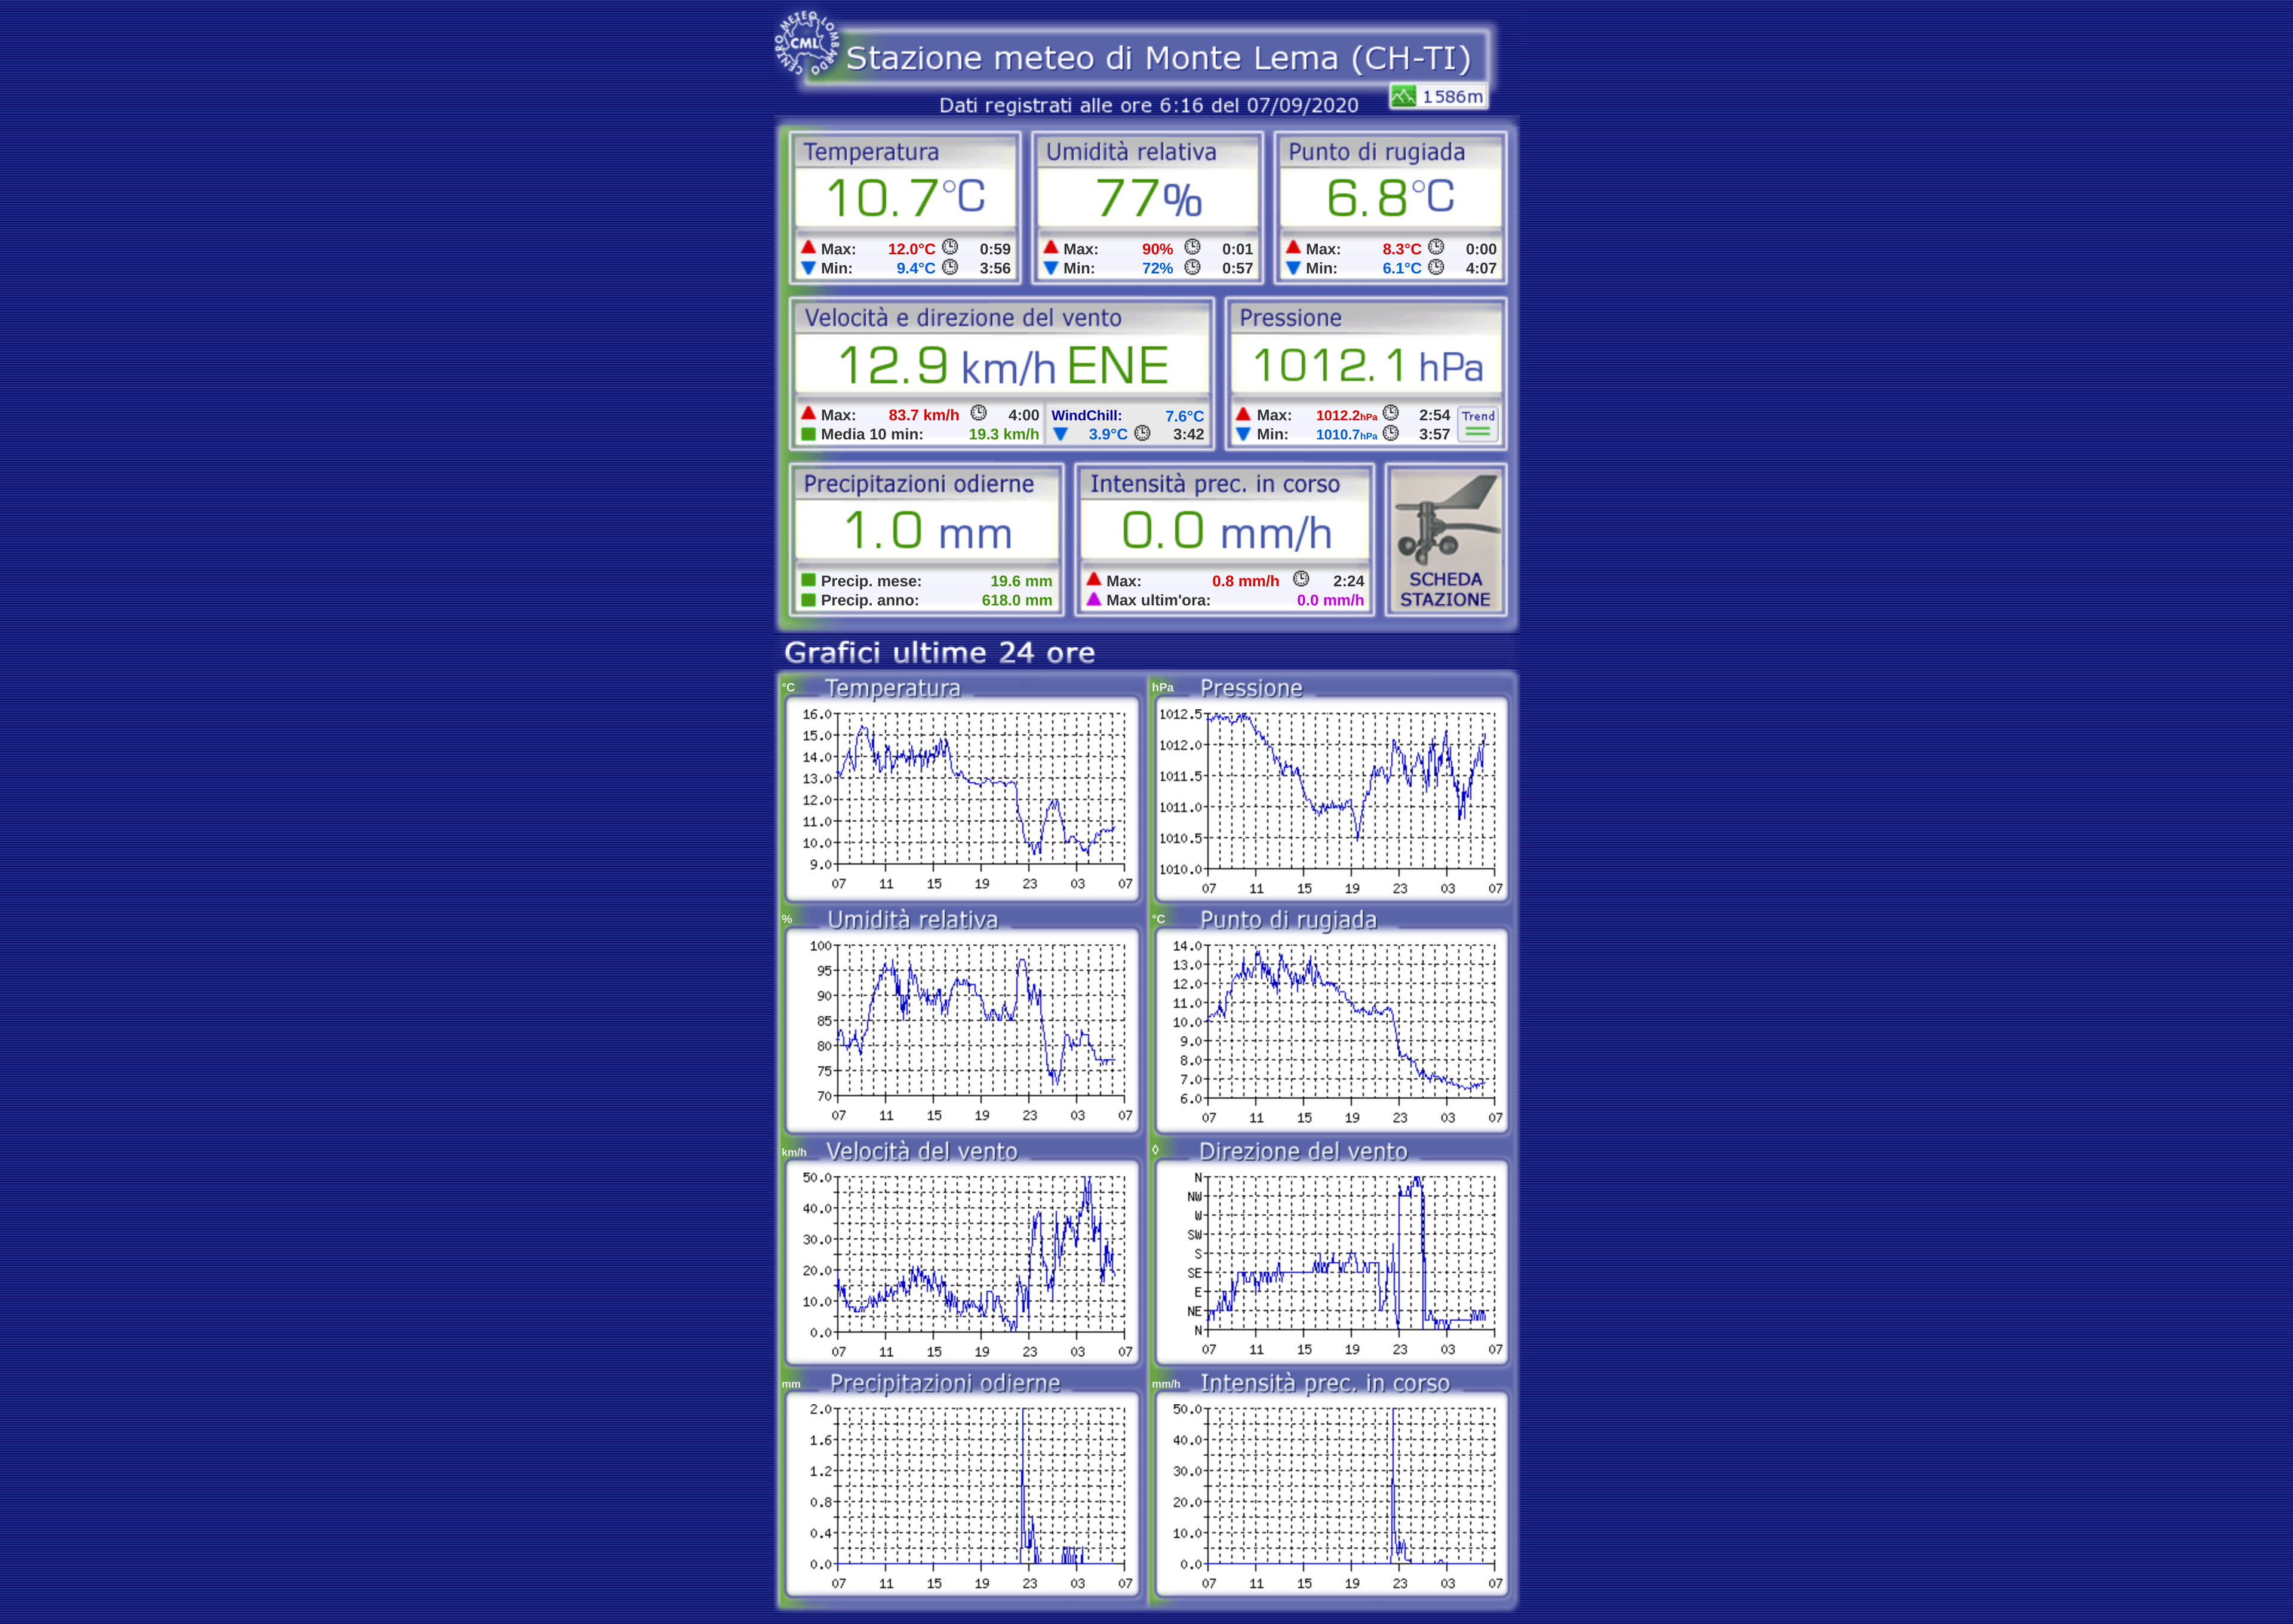 CENTRO METEO LOMBARDO
CML
Stazione meteo di Monte Lema (CH-TI)
1586m
Dati registrati alle ore 6:16 del 07/09/2020
Temperatura
10.7°C
Max: 12.0°C 0:59
Min: 9.4°C 3:56
Umidità relativa
77%
Max: 90% 0:01
Min: 72% 0:57
Punto di rugiada
6.8°C
Max: 8.3°C 0:00
Min: 6.1°C 4:07
Velocità e direzione del vento
12.9 km/h ENE
Max: 83.7 km/h 4:00
Media 10 min: 19.3 km/h
WindChill: 7.6°C
3.9°C 3:42
Pressione
1012.1 hPa
Max: 1012.2hPa 2:54
Min: 1010.7hPa 3:57
Trend
Precipitazioni odierne
1.0 mm
Precip. mese: 19.6 mm
Precip. anno: 618.0 mm
Intensità prec. in corso
0.0 mm/h
Max: 0.8 mm/h 2:24
Max ultim'ora: 0.0 mm/h
SCHEDA
STAZIONE
Grafici ultime 24 ore
°C Temperatura
16.0
15.0
14.0
13.0
12.0
11.0
10.0
9.0
07 11 15 19 23 03 07
hPa Pressione
1012.5
1012.0
1011.5
1011.0
1010.5
1010.0
07 11 15 19 23 03 07
% Umidità relativa
100
95
90
85
80
75
70
07 11 15 19 23 03 07
°C Punto di rugiada
14.0
13.0
12.0
11.0
10.0
9.0
8.0
7.0
6.0
07 11 15 19 23 03 07
km/h Velocità del vento
50.0
40.0
30.0
20.0
10.0
0.0
07 11 15 19 23 03 07
◊ Direzione del vento
N
NW
W
SW
S
SE
E
NE
N
07 11 15 19 23 03 07
mm Precipitazioni odierne
2.0
1.6
1.2
0.8
0.4
0.0
07 11 15 19 23 03 07
mm/h Intensità prec. in corso
50.0
40.0
30.0
20.0
10.0
0.0
07 11 15 19 23 03 07